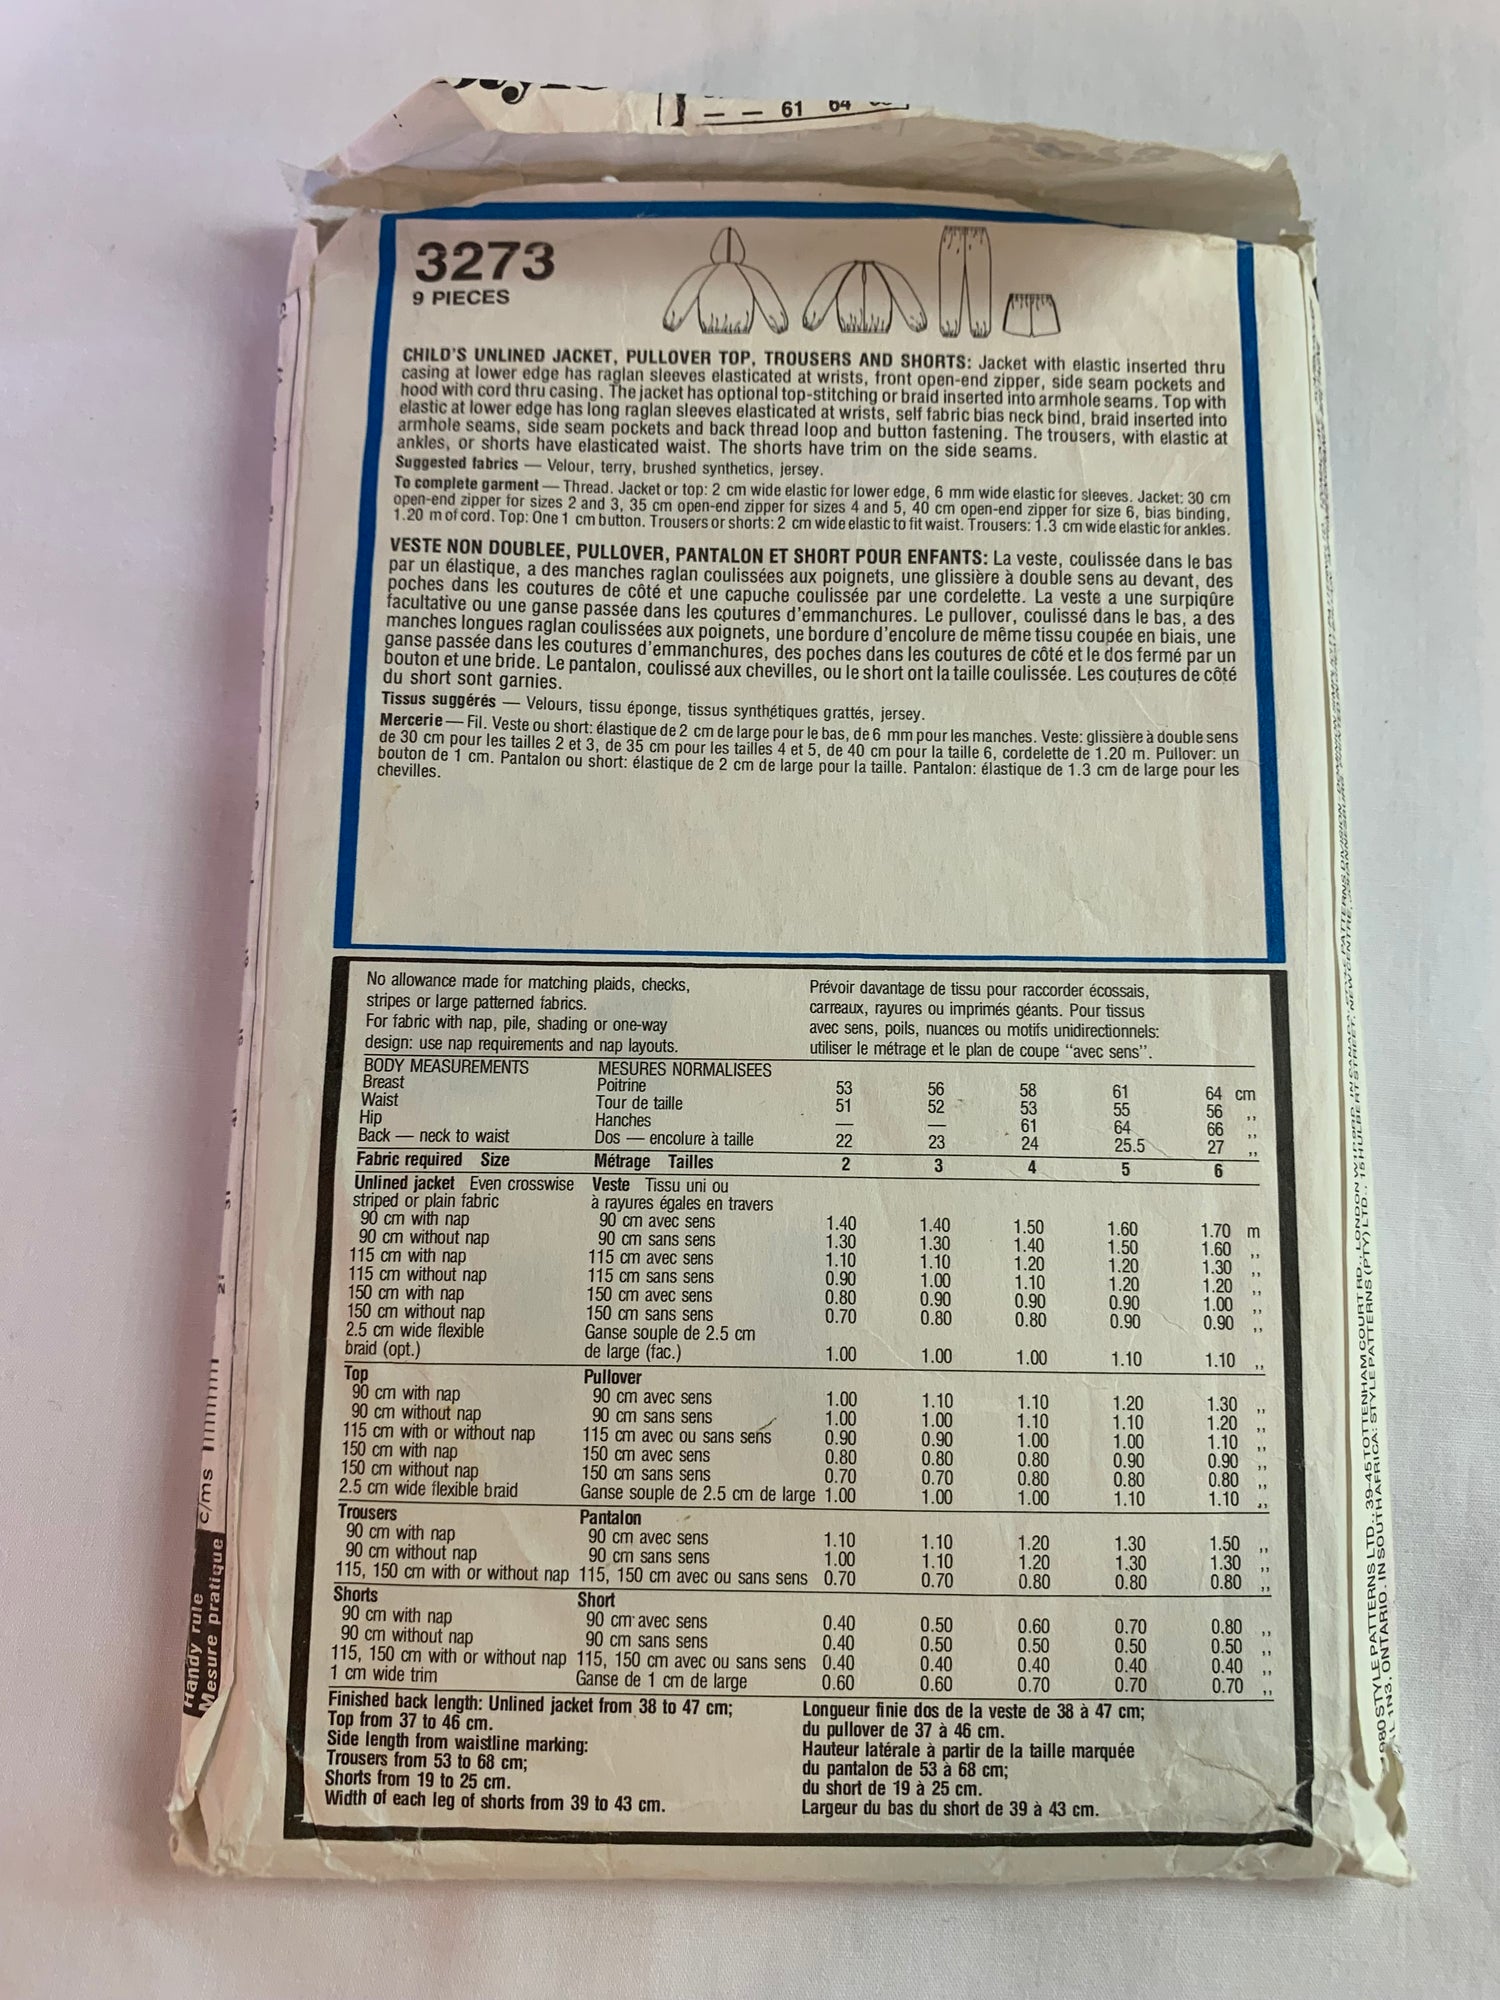 61 64
3273
9 PIECES
CHILD'S UNLINED JACKET, PULLOVER TOP, TROUSERS AND SHORTS: Jacket with elastic inserted thru
casing at lower edge has raglan sleeves elasticated at wrists, front open-end zipper, side seam pockets and
hood with cord thru casing. The jacket has optional top-stitching or braid inserted into armhole seams. Top with
elastic at lower edge has long raglan sleeves elasticated at wrists, self fabric bias neck bind, braid inserted into
armhole seams, side seam pockets and back thread loop and button fastening. The trousers, with elastic at
ankles, or shorts have elasticated waist. The shorts have trim on the side seams.
Suggested fabrics — Velour, terry, brushed synthetics, jersey.
To complete garment — Thread. Jacket or top: 2 cm wide elastic for lower edge, 6 mm wide elastic for sleeves. Jacket: 30 cm
open-end zipper for sizes 2 and 3, 35 cm open-end zipper for sizes 4 and 5, 40 cm open-end zipper for size 6, bias binding,
1.20 m of cord. Top: One 1 cm button. Trousers or shorts: 2 cm wide elastic to fit waist. Trousers: 1.3 cm wide elastic for ankles.
VESTE NON DOUBLEE, PULLOVER, PANTALON ET SHORT POUR ENFANTS: La veste, coulissée dans le bas
par un élastique, a des manches raglan coulissées aux poignets, une glissière à double sens au devant, des
poches dans les coutures de côté et une capuche coulissée par une cordelette. La veste a une surpiqûre
facultative ou une ganse passée dans les coutures d'emmanchures. Le pullover, coulissé dans le bas, a des
manches longues raglan coulissées aux poignets, une bordure d'encolure de même tissu coupée en biais, une
ganse passée dans les coutures d'emmanchures, des poches dans les coutures de côté et le dos fermé par un
bouton et une bride. Le pantalon, coulissé aux chevilles, ou le short ont la taille coulissée. Les coutures de côté
du short sont garnies.
Tissus suggérés — Velours, tissu éponge, tissus synthétiques grattés, jersey.
Mercerie — Fil. Veste ou short: élastique de 2 cm de large pour le bas, de 6 mm pour les manches. Veste: glissière à double sens
de 30 cm pour les tailles 2 et 3, de 35 cm pour les tailles 4 et 5, de 40 cm pour la taille 6, cordelette de 1.20 m. Pullover: un
bouton de 1 cm. Pantalon ou short: élastique de 2 cm de large pour la taille. Pantalon: élastique de 1.3 cm de large pour les
chevilles.
No allowance made for matching plaids, checks,
stripes or large patterned fabrics.
For fabric with nap, pile, shading or one-way
design: use nap requirements and nap layouts.
Prévoir davantage de tissu pour raccorder écossais,
carreaux, rayures ou imprimés géants. Pour tissus
avec sens, poils, nuances ou motifs unidirectionnels:
utiliser le métrage et le plan de coupe "avec sens".
BODY MEASUREMENTS MESURES NORMALISEES
Breast Poitrine 53 56 58 61 64 cm
Waist Tour de taille 51 52 53 55 56 ,,
Hip Hanches — — 61 64 66 ,,
Back — neck to waist Dos — encolure à taille 22 23 24 25.5 27 ,,
Fabric required Size Métrage Tailles 2 3 4 5 6
Unlined jacket Even crosswise Veste Tissu uni ou
striped or plain fabric à rayures égales en travers
90 cm with nap 90 cm avec sens 1.40 1.40 1.50 1.60 1.70 m
90 cm without nap 90 cm sans sens 1.30 1.30 1.40 1.50 1.60 ,,
115 cm with nap 115 cm avec sens 1.10 1.10 1.20 1.20 1.30 ,,
115 cm without nap 115 cm sans sens 0.90 1.00 1.10 1.20 1.20 ,,
150 cm with nap 150 cm avec sens 0.80 0.90 0.90 0.90 1.00 ,,
150 cm without nap 150 cm sans sens 0.70 0.80 0.80 0.90 0.90 ,,
2.5 cm wide flexible Ganse souple de 2.5 cm
braid (opt.) de large (fac.) 1.00 1.00 1.00 1.10 1.10 ,,
Top Pullover
90 cm with nap 90 cm avec sens 1.00 1.10 1.10 1.20 1.30 ,,
90 cm without nap 90 cm sans sens 1.00 1.00 1.10 1.10 1.20 ,,
115 cm with or without nap 115 cm avec ou sans sens 0.90 0.90 1.00 1.00 1.10 ,,
150 cm with nap 150 cm avec sens 0.80 0.80 0.80 0.90 0.90 ,,
150 cm without nap 150 cm sans sens 0.70 0.70 0.80 0.80 0.80 ,,
2.5 cm wide flexible braid Ganse souple de 2.5 cm de large 1.00 1.00 1.00 1.10 1.10 ,,
Trousers Pantalon
90 cm with nap 90 cm avec sens 1.10 1.10 1.20 1.30 1.50 ,,
90 cm without nap 90 cm sans sens 1.00 1.10 1.20 1.30 1.30 ,,
115, 150 cm with or without nap 115, 150 cm avec ou sans sens 0.70 0.70 0.80 0.80 0.80 ,,
Shorts Short
90 cm with nap 90 cm avec sens 0.40 0.50 0.60 0.70 0.80 ,,
90 cm without nap 90 cm sans sens 0.40 0.50 0.50 0.50 0.50 ,,
115, 150 cm with or without nap 115, 150 cm avec ou sans sens 0.40 0.40 0.40 0.40 0.40 ,,
1 cm wide trim Ganse de 1 cm de large 0.60 0.60 0.70 0.70 0.70 ,,
Finished back length: Unlined jacket from 38 to 47 cm;
Top from 37 to 46 cm.
Side length from waistline marking:
Trousers from 53 to 68 cm;
Shorts from 19 to 25 cm.
Width of each leg of shorts from 39 to 43 cm.
Longueur finie dos de la veste de 38 à 47 cm;
du pullover de 37 à 46 cm.
Hauteur latérale à partir de la taille marquée
du pantalon de 53 à 68 cm;
du short de 19 à 25 cm.
Largeur du bas du short de 39 à 43 cm.
Handy rule
Mesure pratique
c/ms
STYLE PATTERNS LTD., 39-45 TOTTENHAM COURT RD., LONDON
1N3. ONTARIO. IN SOUTH AFRICA: STYLE PATTERNS (PTY) LTD., 15 HULBERT STREET, NEW CENTRE, JOHANNESBURG